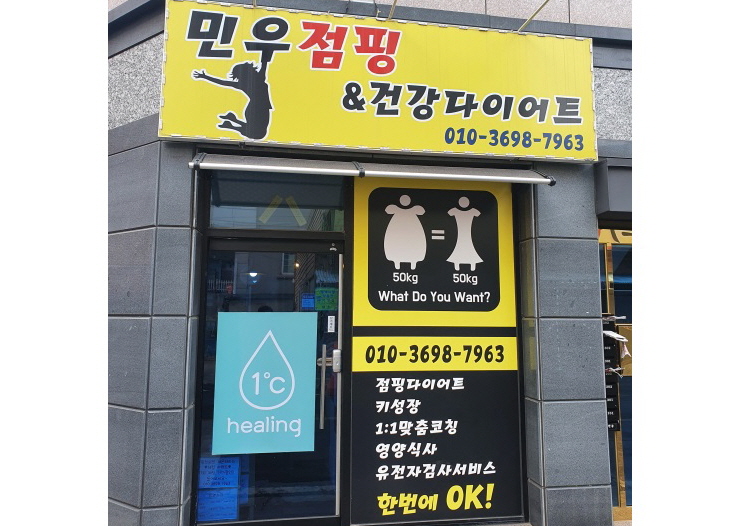 민우점핑
&건강다이어트
010-3698-7963
=
50kg 50kg
What Do You Want?
010-3698-7963
점핑다이어트
키성장
1:1맞춤코칭
영양식사
유전자검사서비스
한번에 OK!
1°c
healing